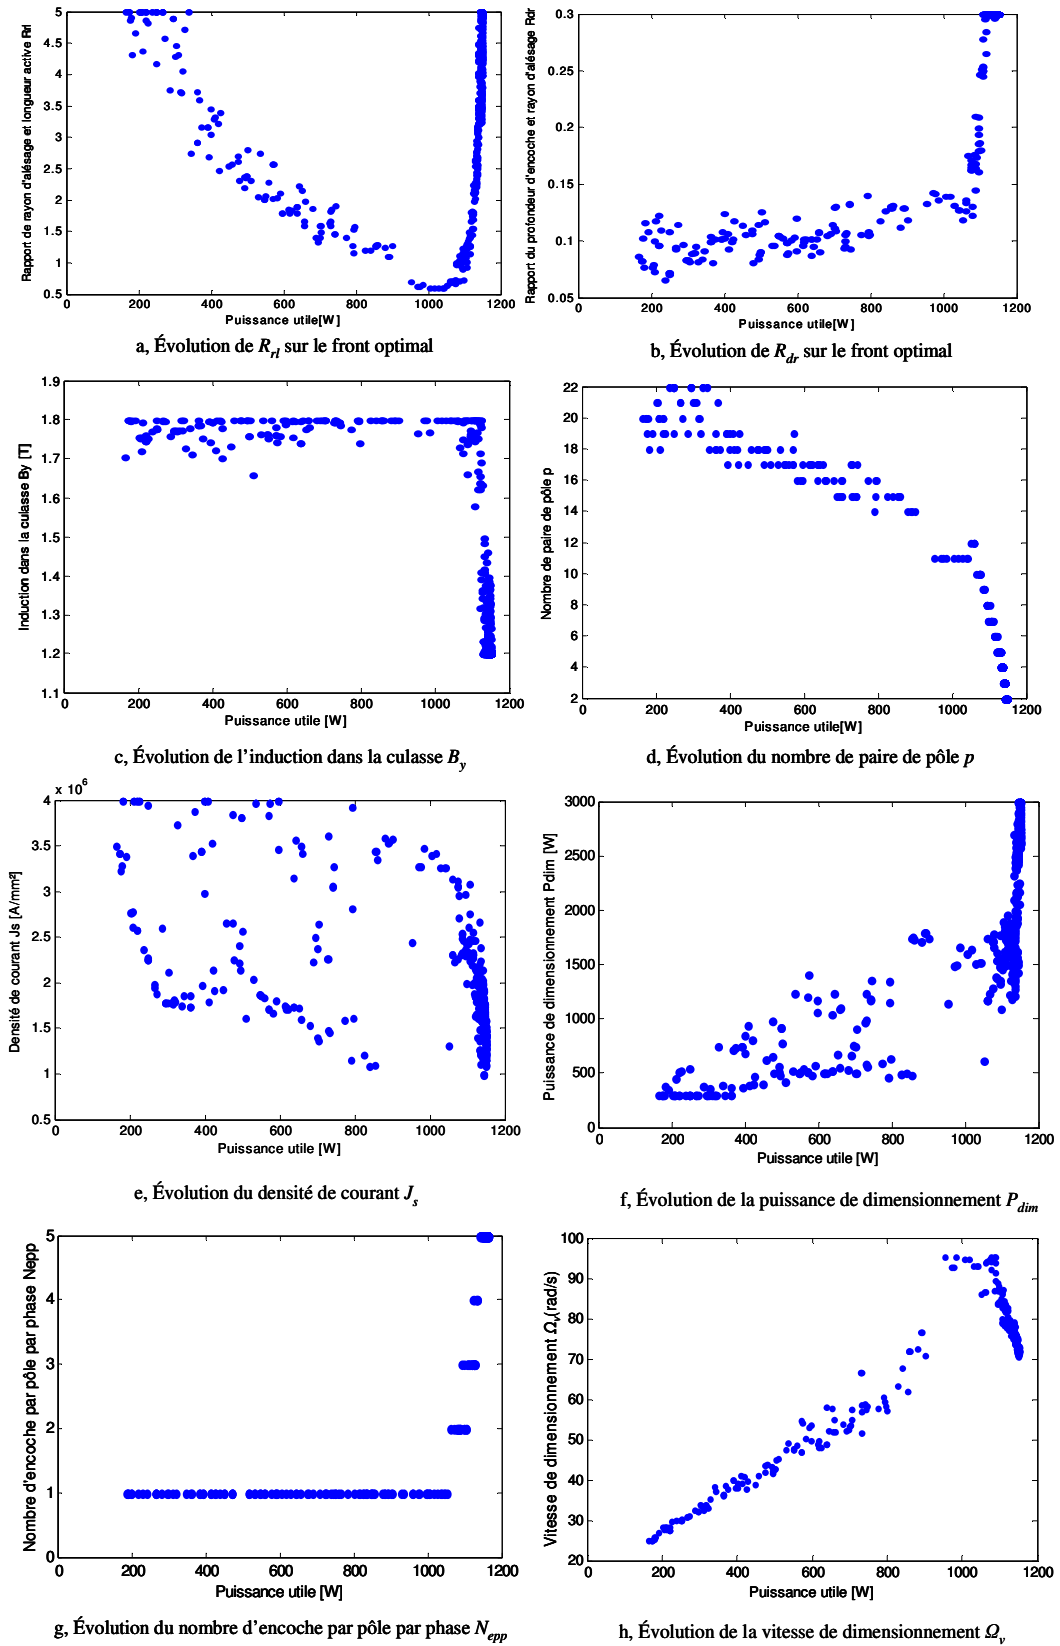 Rapport de rayon d'alésage et longueur active Rrl
5
4.5
4
3.5
3
2.5
2
1.5
1
0.5
0 200 400 600 800 1000 1200
Puissance utile[W]
a, Évolution de Rrl sur le front optimal
Rapport du profondeur d'encoche et rayon d'alésage Rdr
0.3
0.25
0.2
0.15
0.1
0.05
0 200 400 600 800 1000 1200
Puissance utile[W]
b, Évolution de Rdr sur le front optimal
Induction dans la culasse By [T]
1.9
1.8
1.7
1.6
1.5
1.4
1.3
1.2
1.1
0 200 400 600 800 1000 1200
Puissance utile [W]
c, Évolution de l'induction dans la culasse By
Nombre de paire de pôle p
22
20
18
16
14
12
10
8
6
4
2
0 200 400 600 800 1000 1200
Puissance utile[W]
d, Évolution du nombre de paire de pôle p
x 10⁶
Densité de courant Js [A/mm²]
4
3.5
3
2.5
2
1.5
1
0.5
0 200 400 600 800 1000 1200
Puissance utile [W]
e, Évolution du densité de courant Js
Puissance de dimensionnement Pdim [W]
3000
2500
2000
1500
1000
500
0
0 200 400 600 800 1000 1200
Puissance utile [W]
f, Évolution de la puissance de dimensionnement Pdim
Nombre d'encoche par pôle par phase Nepp
5
4
3
2
1
0
0 200 400 600 800 1000 1200
Puissance utile [W]
g, Évolution du nombre d'encoche par pôle par phase Nepp
Vitesse de dimensionnement Ωv(rad/s)
100
90
80
70
60
50
40
30
20
0 200 400 600 800 1000 1200
Puissance utile [W]
h, Évolution de la vitesse de dimensionnement Ωv